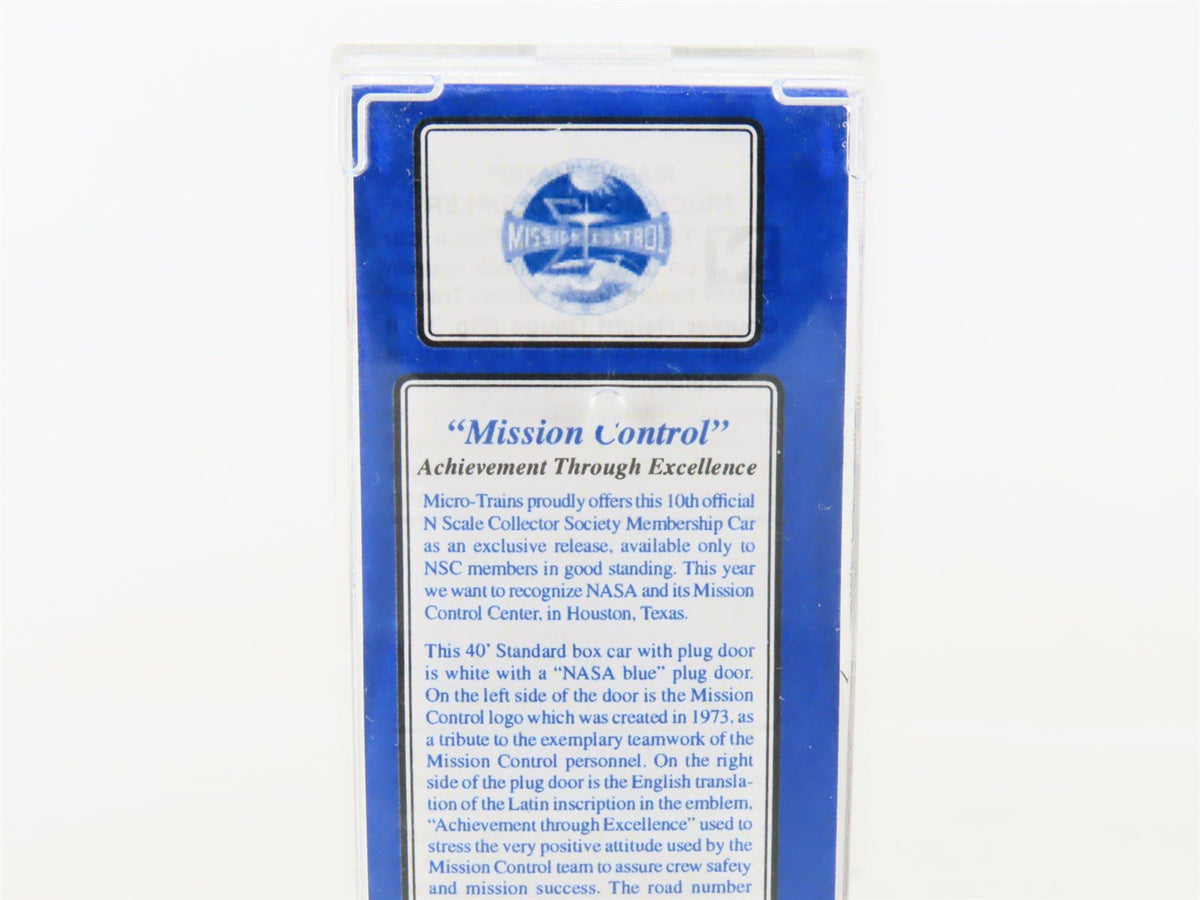 MISSION CONTROL
“Mission Control”
Achievement Through Excellence
Micro-Trains proudly offers this 10th official
N Scale Collector Society Membership Car
as an exclusive release, available only to
NSC members in good standing. This year
we want to recognize NASA and its Mission
Control Center, in Houston, Texas.
This 40' Standard box car with plug door
is white with a “NASA blue” plug door.
On the left side of the door is the Mission
Control logo which was created in 1973, as
a tribute to the exemplary teamwork of the
Mission Control personnel. On the right
side of the plug door is the English transla-
tion of the Latin inscription in the emblem,
“Achievement through Excellence” used to
stress the very positive attitude used by the
Mission Control team to assure crew safety
and mission success. The road number